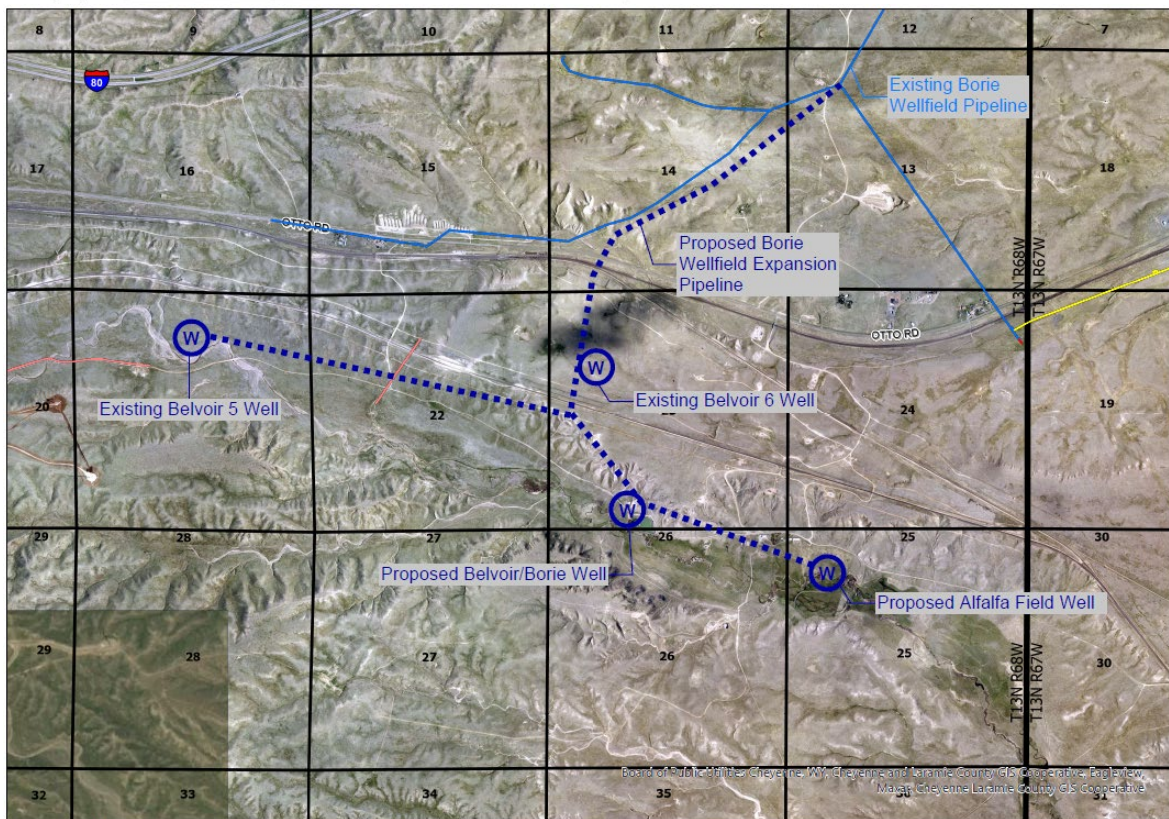 8
9
10
11
12
7
80
Existing Borie
Wellfield Pipeline
17
16
15
14
13
18
OTTO RD
Proposed Borie
Wellfield Expansion
Pipeline
T13N R68W
T13N R67W
OTTO RD
W
W
Existing Belvoir 5 Well
Existing Belvoir 6 Well
20
22
24
19
W
29
28
27
26
25
30
W
Proposed Belvoir/Borie Well
Proposed Alfalfa Field Well
29
28
27
26
25
30
T13N R68W
T13N R67W
Board of Public Utilities Cheyenne, WY, Cheyenne and Laramie County GIS Cooperative, Eagleview,
Maxar, Cheyenne Laramie County GIS Cooperative
32
33
34
35
31